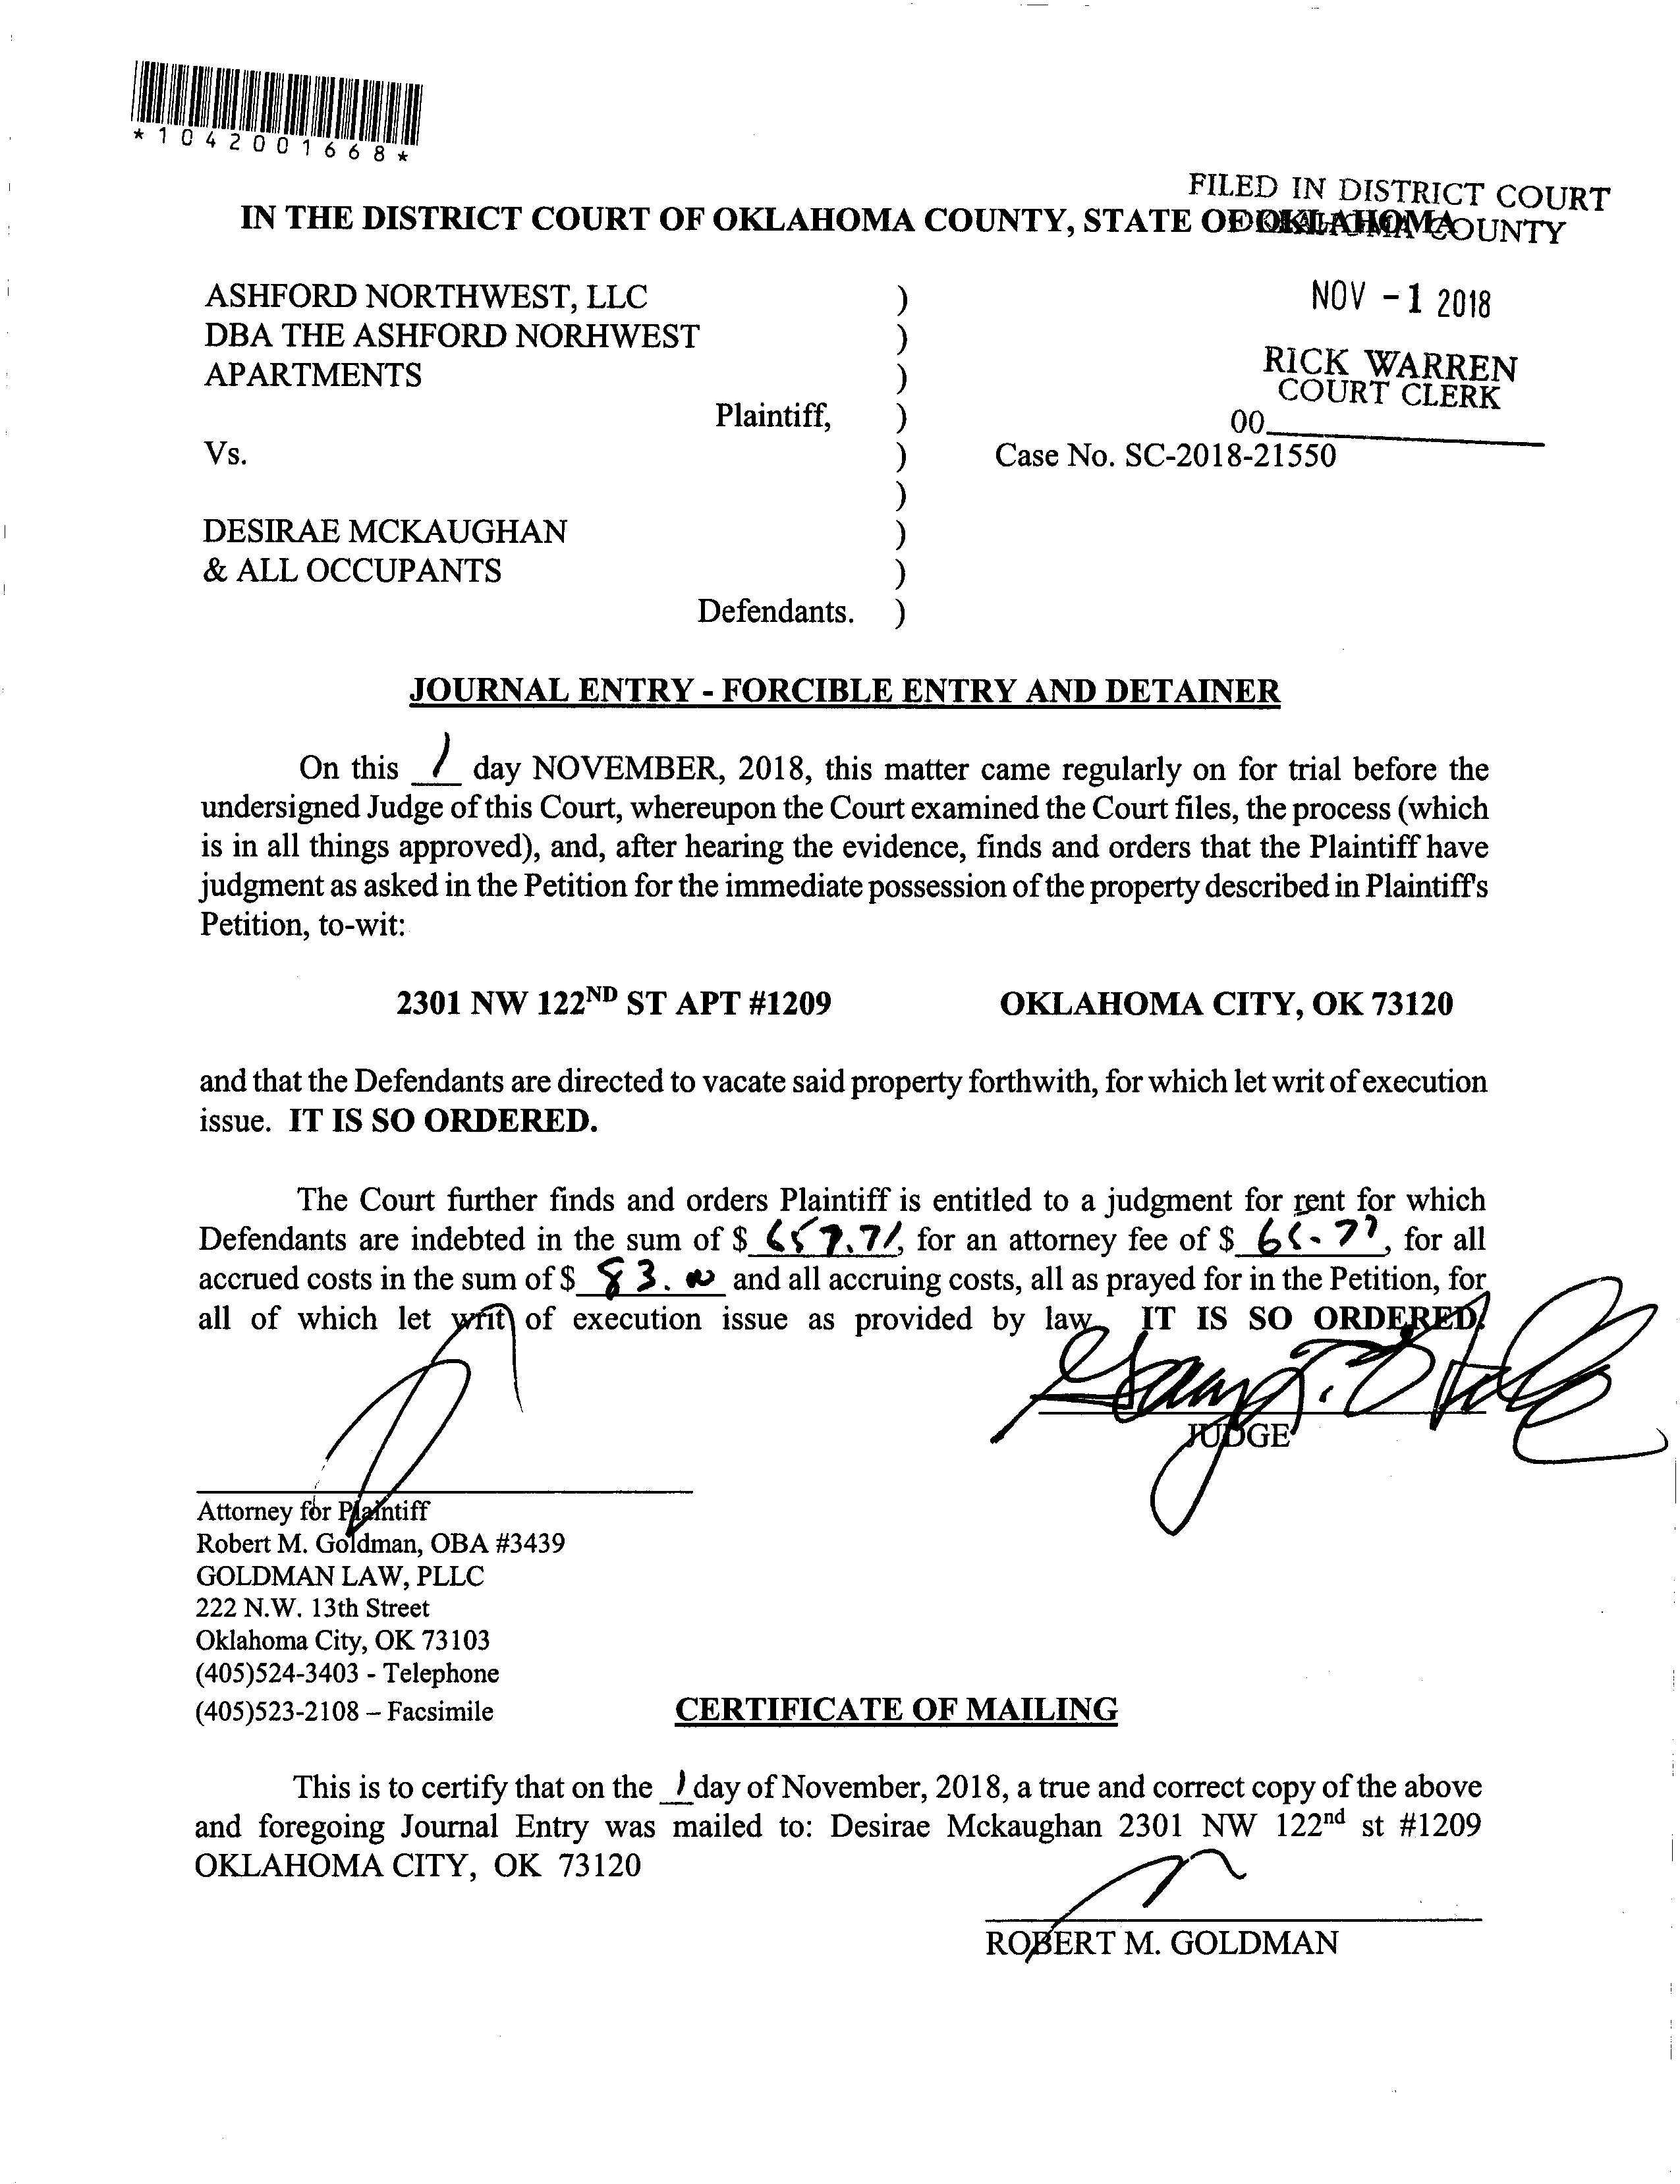 *1042001668*
FILED IN DISTRICT COURT
OKLAHOMA COUNTY
IN THE DISTRICT COURT OF OKLAHOMA COUNTY, STATE OF OKLAHOMA
NOV -1 2018
RICK WARREN
COURT CLERK
00
ASHFORD NORTHWEST, LLC )
DBA THE ASHFORD NORHWEST )
APARTMENTS )
Plaintiff, )
Vs. ) Case No. SC-2018-21550
)
DESIRAE MCKAUGHAN )
& ALL OCCUPANTS )
Defendants. )
JOURNAL ENTRY - FORCIBLE ENTRY AND DETAINER
On this 1 day NOVEMBER, 2018, this matter came regularly on for trial before the
undersigned Judge of this Court, whereupon the Court examined the Court files, the process (which
is in all things approved), and, after hearing the evidence, finds and orders that the Plaintiff have
judgment as asked in the Petition for the immediate possession of the property described in Plaintiff's
Petition, to-wit:
2301 NW 122ND ST APT #1209 OKLAHOMA CITY, OK 73120
and that the Defendants are directed to vacate said property forthwith, for which let writ of execution
issue. IT IS SO ORDERED.
The Court further finds and orders Plaintiff is entitled to a judgment for rent for which
Defendants are indebted in the sum of $ 657.71, for an attorney fee of $ 65.77, for all
accrued costs in the sum of $ 83.00 and all accruing costs, all as prayed for in the Petition, for
all of which let writ of execution issue as provided by law. IT IS SO ORDERED.
JUDGE
Attorney for Plaintiff
Robert M. Goldman, OBA #3439
GOLDMAN LAW, PLLC
222 N.W. 13th Street
Oklahoma City, OK 73103
(405)524-3403 - Telephone
(405)523-2108 – Facsimile
CERTIFICATE OF MAILING
This is to certify that on the 1 day of November, 2018, a true and correct copy of the above
and foregoing Journal Entry was mailed to: Desirae Mckaughan 2301 NW 122nd st #1209
OKLAHOMA CITY, OK 73120
ROBERT M. GOLDMAN